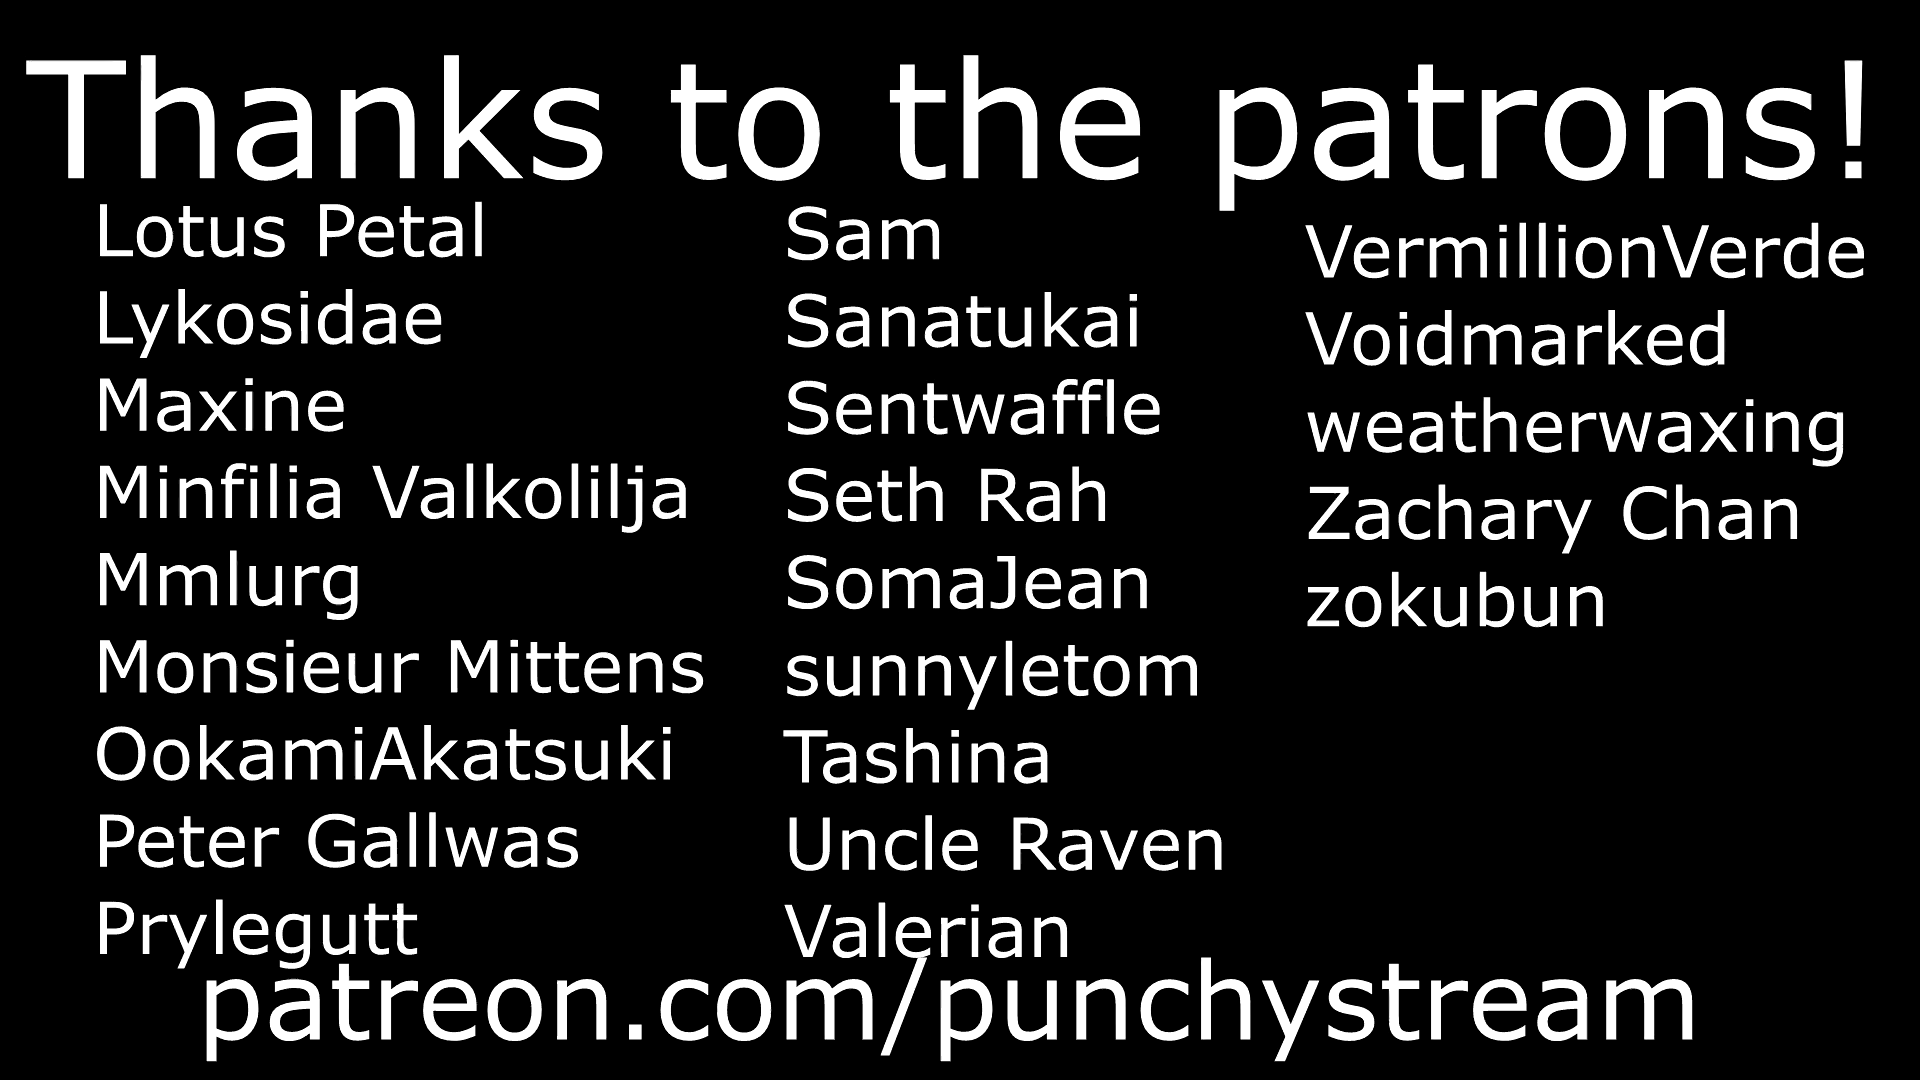 Thanks to the patrons!
Lotus Petal
Lykosidae
Maxine
Minfilia Valkolilja
Mmlurg
Monsieur Mittens
OokamiAkatsuki
Peter Gallwas
Prylegutt
Sam
Sanatukai
Sentwaffle
Seth Rah
SomaJean
sunnyletom
Tashina
Uncle Raven
Valerian
VermillionVerde
Voidmarked
weatherwaxing
Zachary Chan
zokubun
patreon.com/punchystream